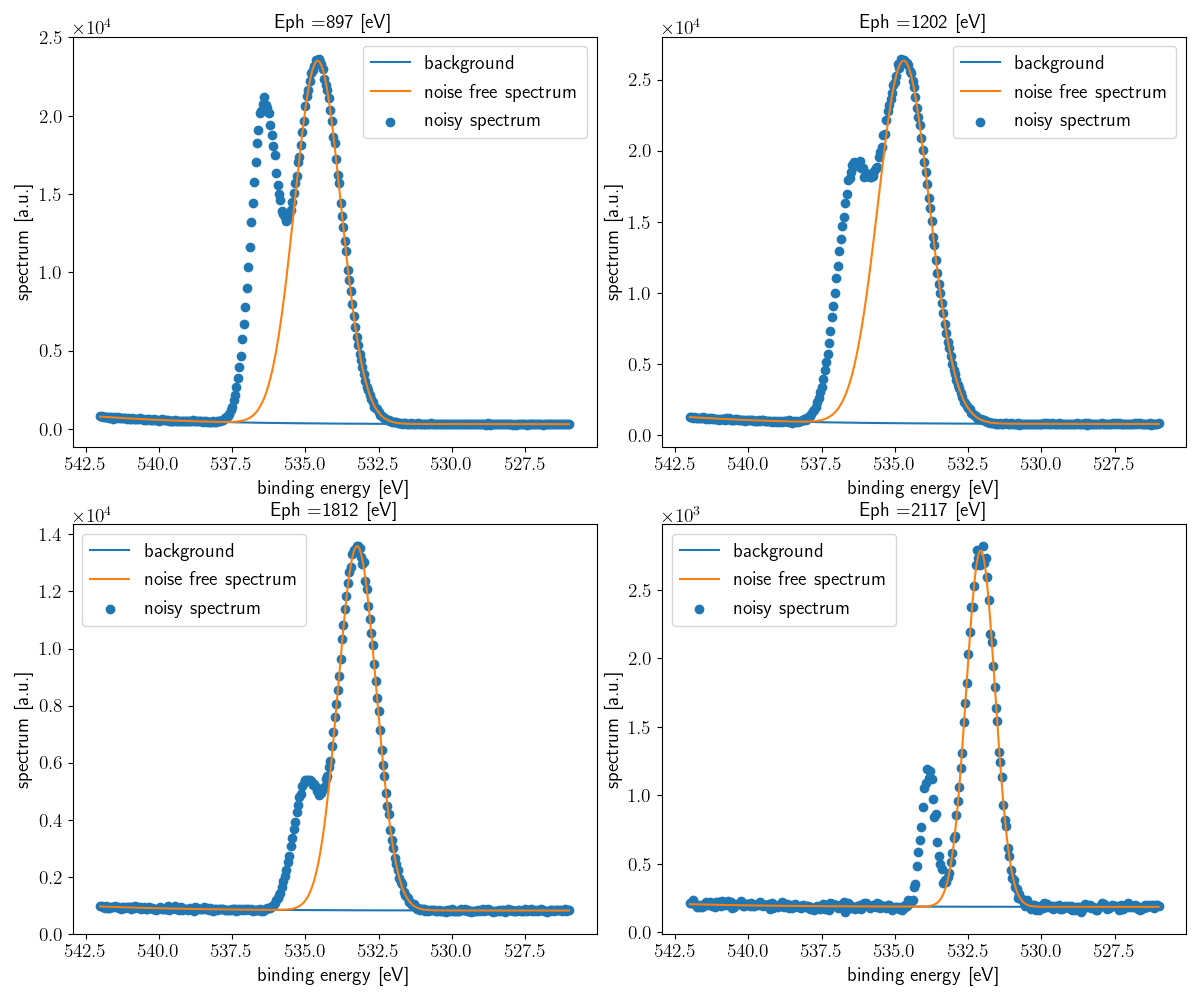 Eph =897 [eV]
×10⁴
2.5
2.0
1.5
1.0
0.5
0.0
spectrum [a.u.]
background
noise free spectrum
noisy spectrum
542.5 540.0 537.5 535.0 532.5 530.0 527.5
binding energy [eV]
Eph =1202 [eV]
×10⁴
2.5
2.0
1.5
1.0
0.5
0.0
spectrum [a.u.]
background
noise free spectrum
noisy spectrum
542.5 540.0 537.5 535.0 532.5 530.0 527.5
binding energy [eV]
Eph =1812 [eV]
×10⁴
1.4
1.2
1.0
0.8
0.6
0.4
0.2
0.0
spectrum [a.u.]
background
noise free spectrum
noisy spectrum
542.5 540.0 537.5 535.0 532.5 530.0 527.5
binding energy [eV]
Eph =2117 [eV]
×10³
2.5
2.0
1.5
1.0
0.5
0.0
spectrum [a.u.]
background
noise free spectrum
noisy spectrum
542.5 540.0 537.5 535.0 532.5 530.0 527.5
binding energy [eV]